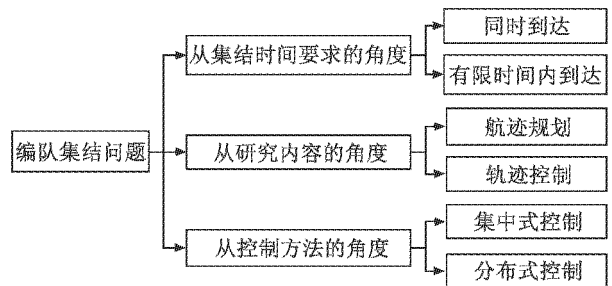 编队集结问题
从集结时间要求的角度
同时到达
有限时间内到达
从研究内容的角度
航迹规划
轨迹控制
从控制方法的角度
集中式控制
分布式控制